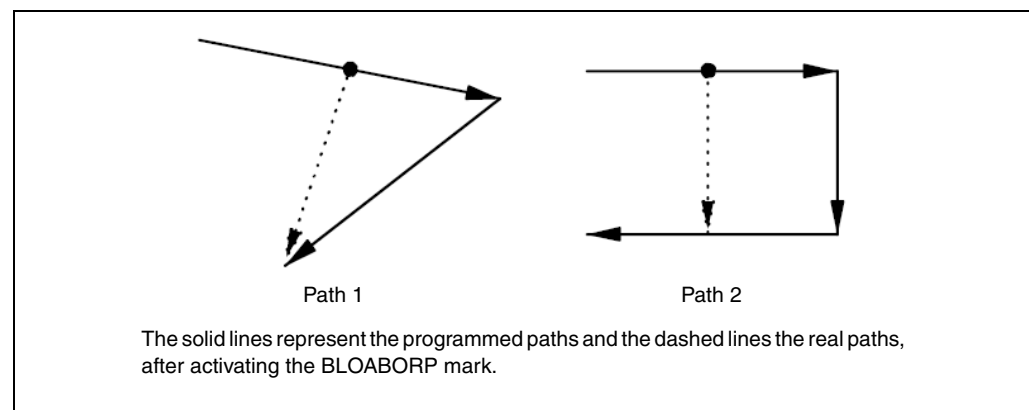 Path 1
Path 2
The solid lines represent the programmed paths and the dashed lines the real paths,
after activating the BLOABORP mark.